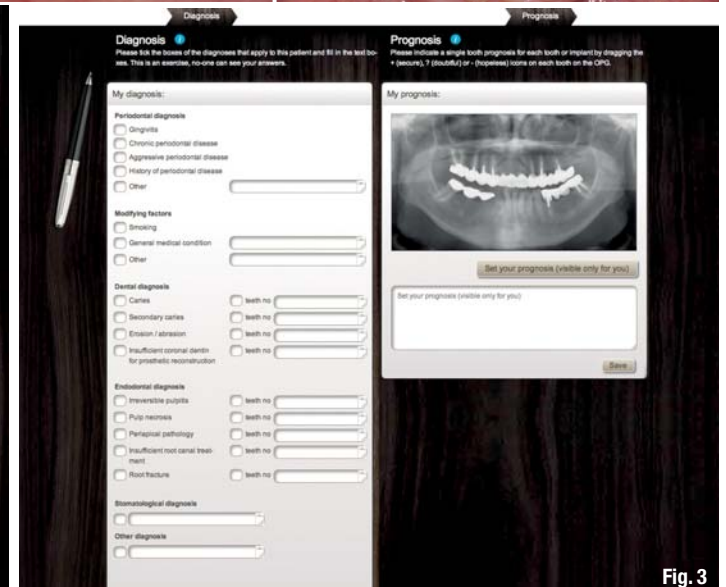 Diagnosis
Prognosis
Diagnosis i
Please tick the boxes of the diagnoses that apply to this patient and fill in the text bo-
xes. This is an exercise, no-one can see your answers.
My diagnosis:
Periodontal diagnosis
Gingivitis
Chronic periodontal disease
Aggressive periodontal disease
History of periodontal disease
Other
Modifying factors
Smoking
General medical condition
Other
Dental diagnosis
Caries teeth no
Secondary caries teeth no
Erosion / abrasion teeth no
Insufficient coronal dentin teeth no
for prosthetic reconstruction
Endodontal diagnosis
Irreversible pulpitis teeth no
Pulp necrosis teeth no
Periapical pathology teeth no
Insufficient root canal treat- teeth no
ment
Root fracture teeth no
Stomatological diagnosis
Other diagnosis
Prognosis i
Please indicate a single tooth prognosis for each tooth or implant by dragging the
+ (secure), ? (doubtful) or - (hopeless) icons on each tooth on the OPG.
My prognosis:
Set your prognosis (visible only for you)
Set your prognosis (visible only for you)
Save
Fig. 3